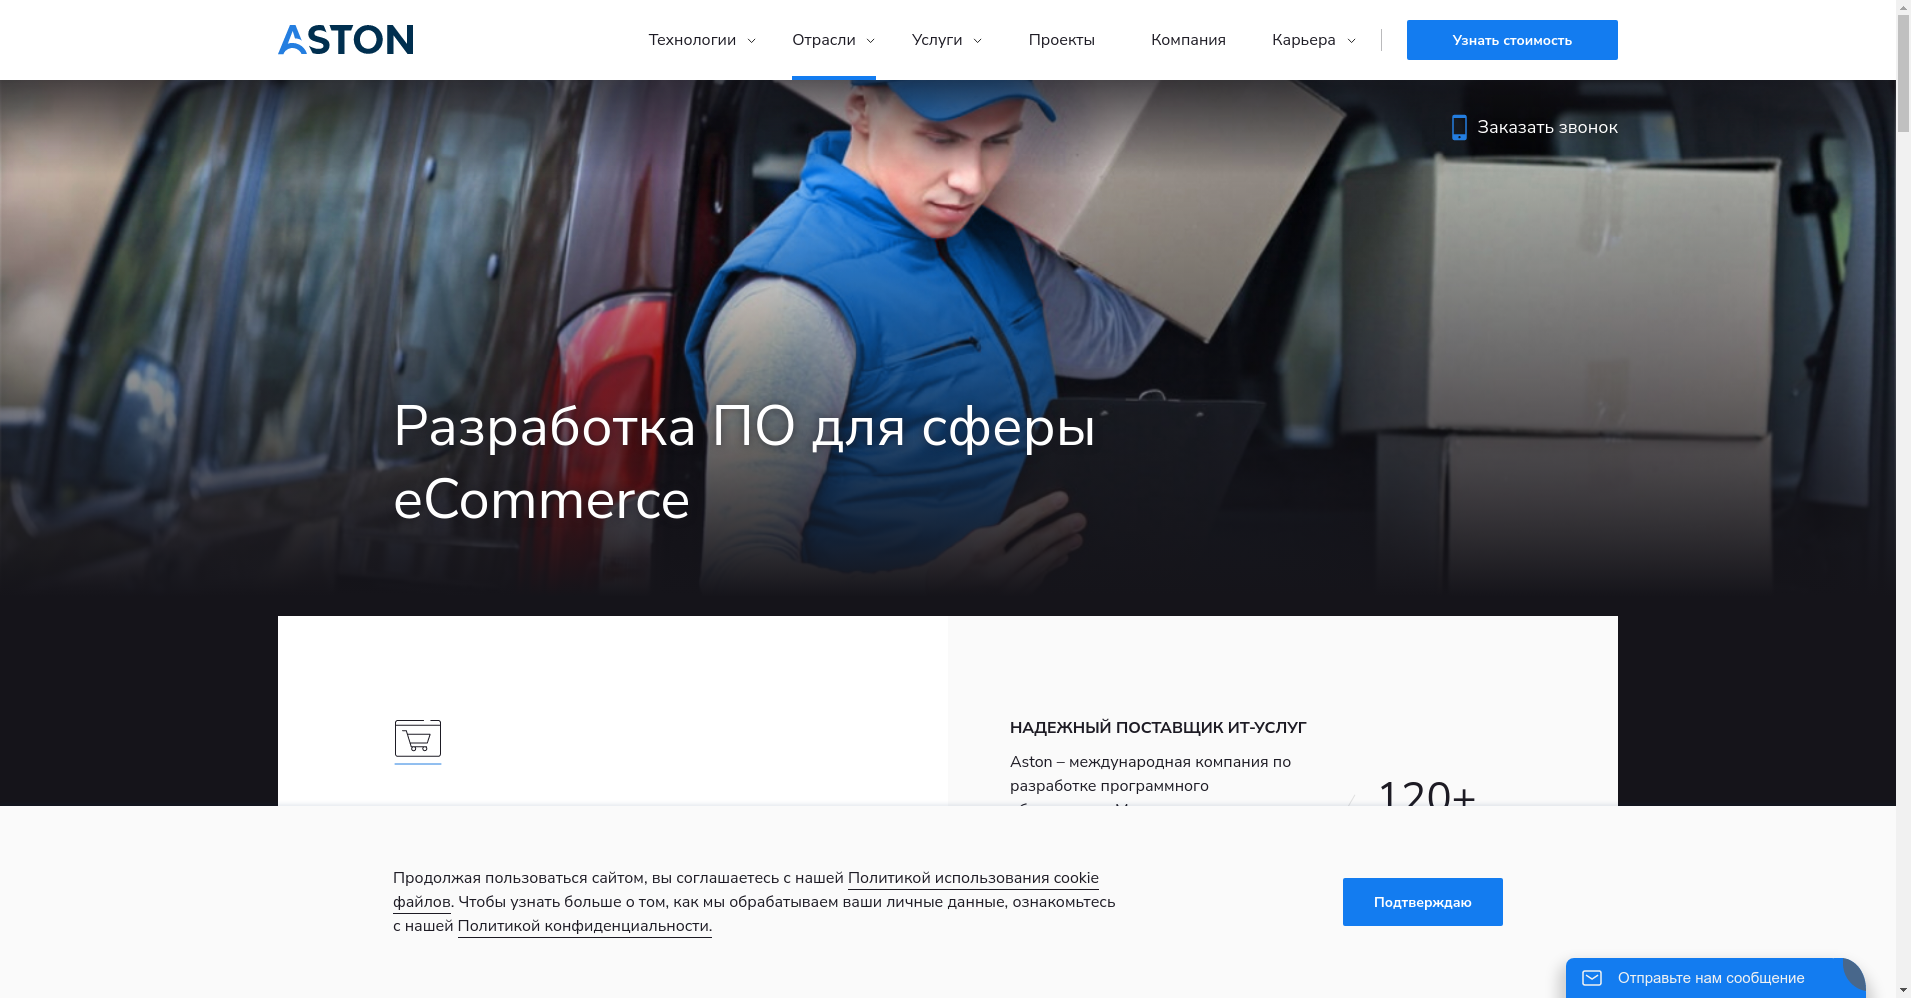 ASTON
Технологии
Отрасли
Услуги
Проекты
Компания
Карьера
Узнать стоимость
Заказать звонок
Разработка ПО для сферы
eCommerce
НАДЕЖНЫЙ ПОСТАВЩИК ИТ-УСЛУГ
Aston – международная компания по
разработке программного
120+
Продолжая пользоваться сайтом, вы соглашаетесь с нашей Политикой использования cookie
файлов. Чтобы узнать больше о том, как мы обрабатываем ваши личные данные, ознакомьтесь
с нашей Политикой конфиденциальности.
Подтверждаю
Отправьте нам сообщение